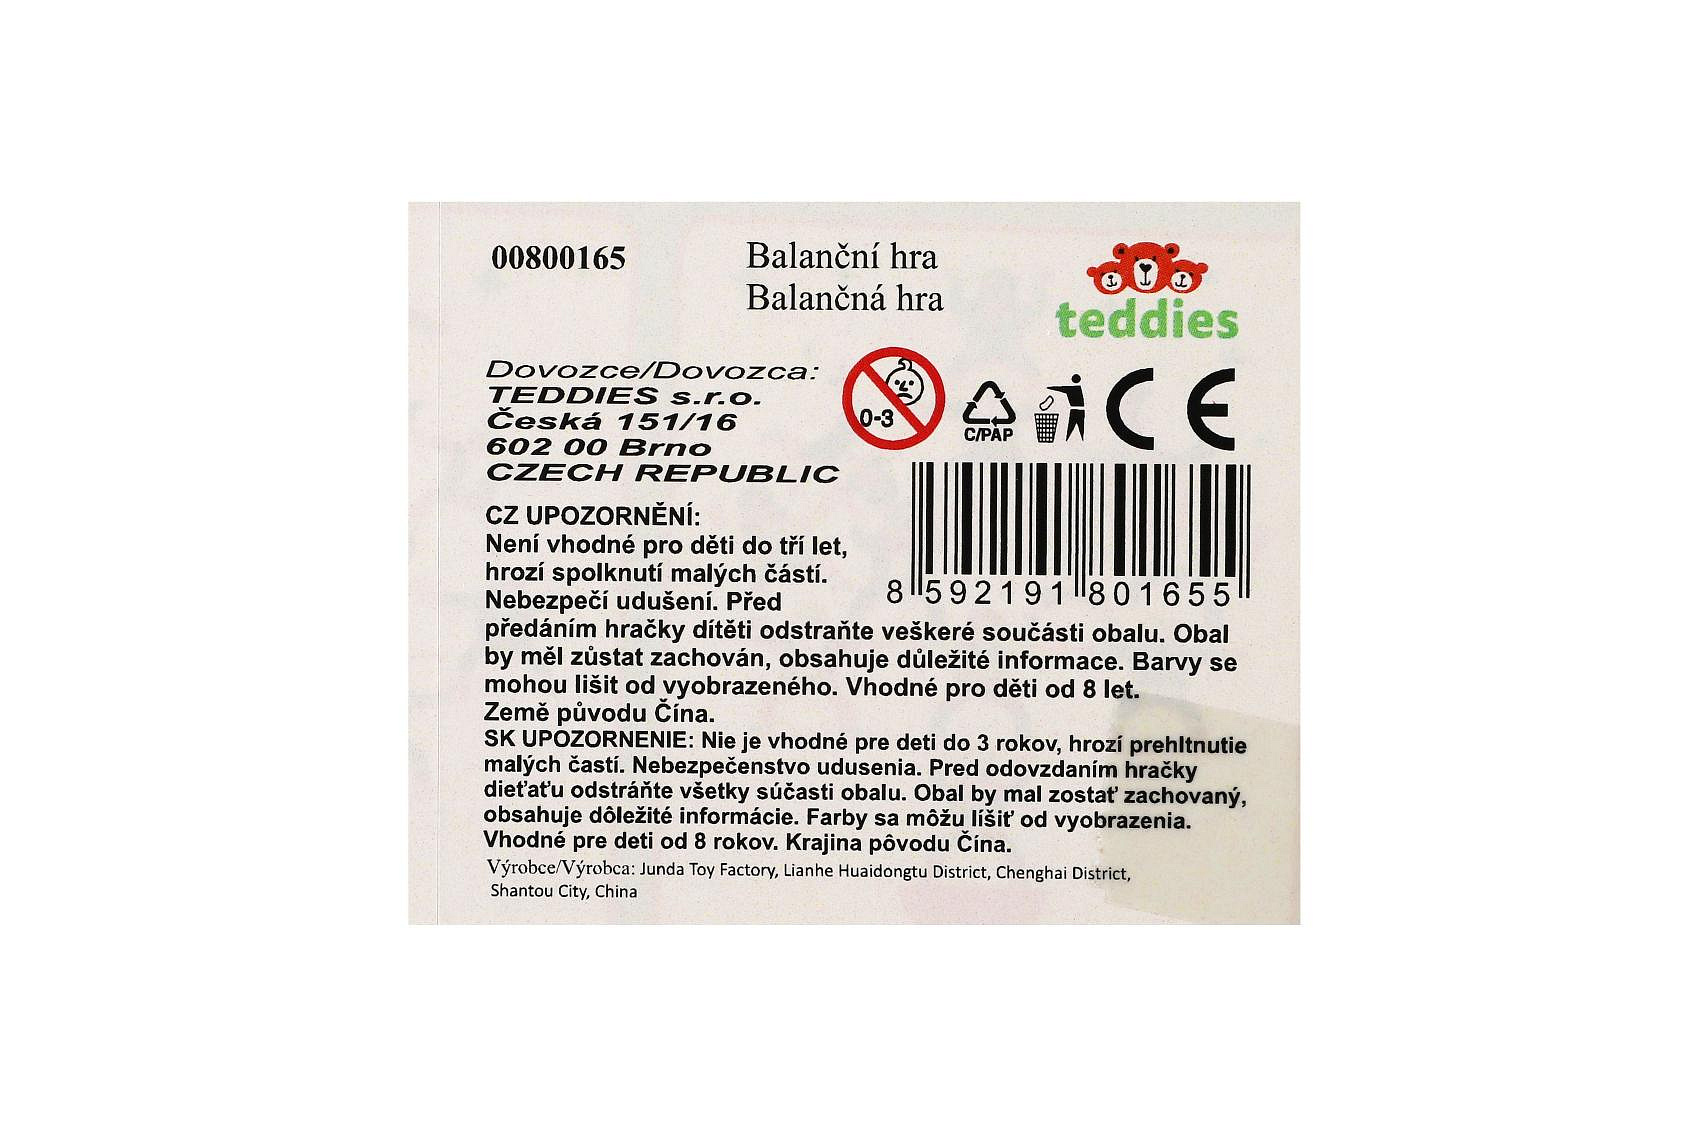 00800165
Balanční hra
Balančná hra
teddies
Dovozce/Dovozca:
TEDDIES s.r.o.
Česká 151/16
602 00 Brno
CZECH REPUBLIC
0-3
C/PAP
CE
8 592191 801655
CZ UPOZORNĚNÍ:
Není vhodné pro děti do tří let,
hrozí spolknutí malých částí.
Nebezpečí udušení. Před
předáním hračky dítěti odstraňte veškeré součásti obalu. Obal
by měl zůstat zachován, obsahuje důležité informace. Barvy se
mohou lišit od vyobrazeného. Vhodné pro děti od 8 let.
Země původu Čína.
SK UPOZORNENIE: Nie je vhodné pre deti do 3 rokov, hrozí prehltnutie
malých častí. Nebezpečenstvo udusenia. Pred odovzdaním hračky
dieťaťu odstráňte všetky súčasti obalu. Obal by mal zostať zachovaný,
obsahuje dôležité informácie. Farby sa môžu líšiť od vyobrazenia.
Vhodné pre deti od 8 rokov. Krajina pôvodu Čína.
Výrobce/Výrobca: Junda Toy Factory, Lianhe Huaidongtu District, Chenghai District,
Shantou City, China